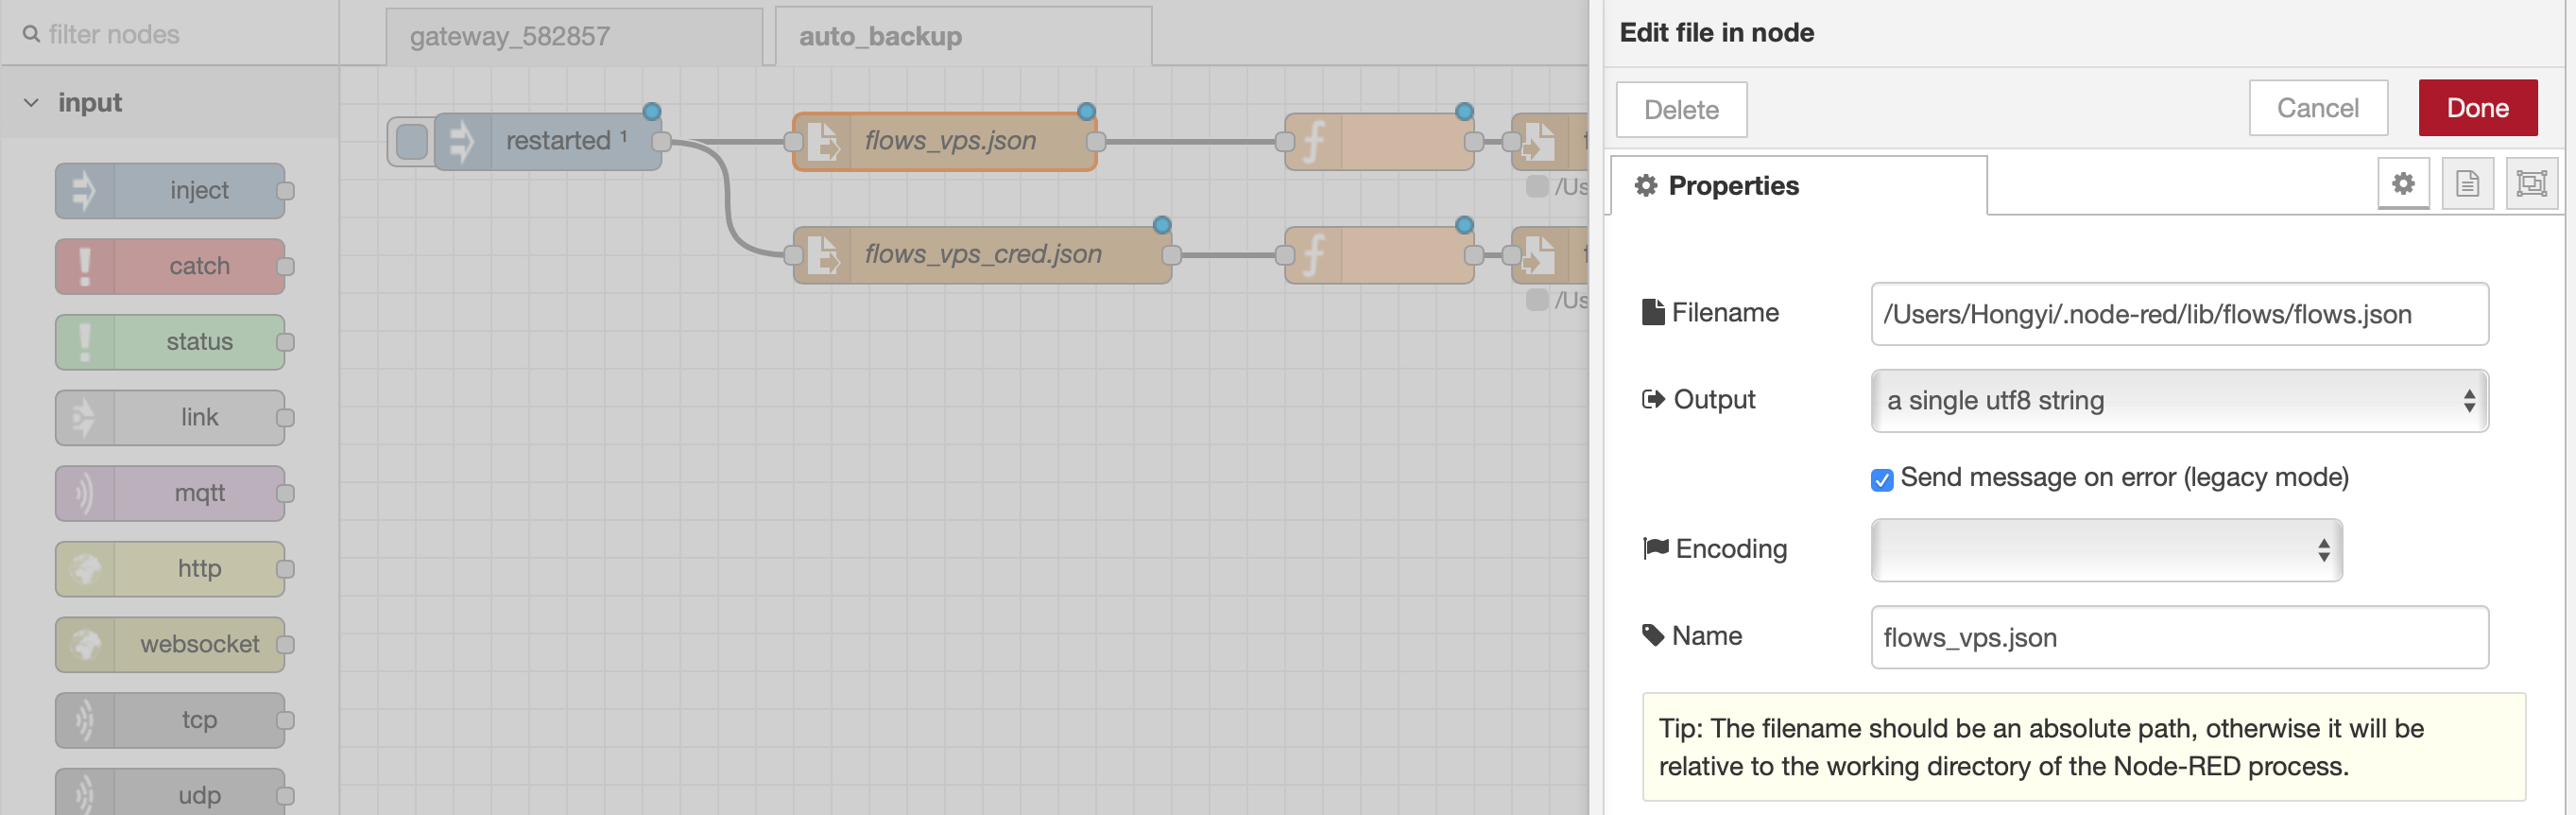 filter nodes
input
inject
catch
status
link
mqtt
http
websocket
tcp
udp
gateway_582857
auto_backup
restarted ¹
flows_vps.json
flows_vps_cred.json
/Us
/Us
Edit file in node
Delete
Cancel
Done
Properties
Filename
/Users/Hongyi/.node-red/lib/flows/flows.json
Output
a single utf8 string
Send message on error (legacy mode)
Encoding
Name
flows_vps.json
Tip: The filename should be an absolute path, otherwise it will be
relative to the working directory of the Node-RED process.